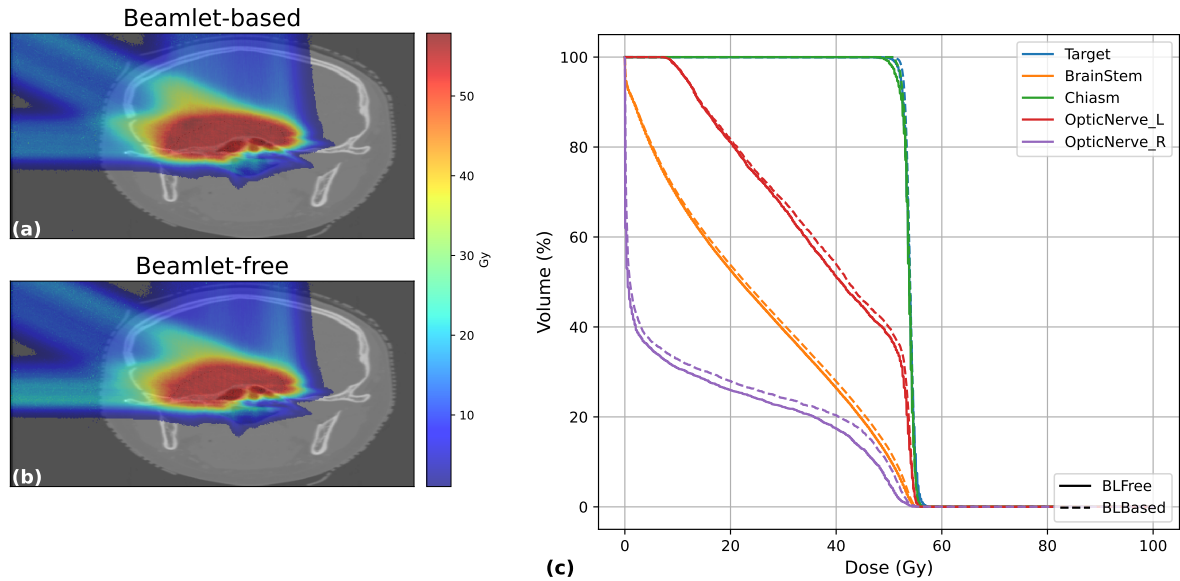 Beamlet-based
(a)
Beamlet-free
(b)
50
40
30
20
10
Gy
100
80
60
40
20
0
Volume (%)
Target
BrainStem
Chiasm
OpticNerve_L
OpticNerve_R
BLFree
BLBased
0 20 40 60 80 100
Dose (Gy)
(c)